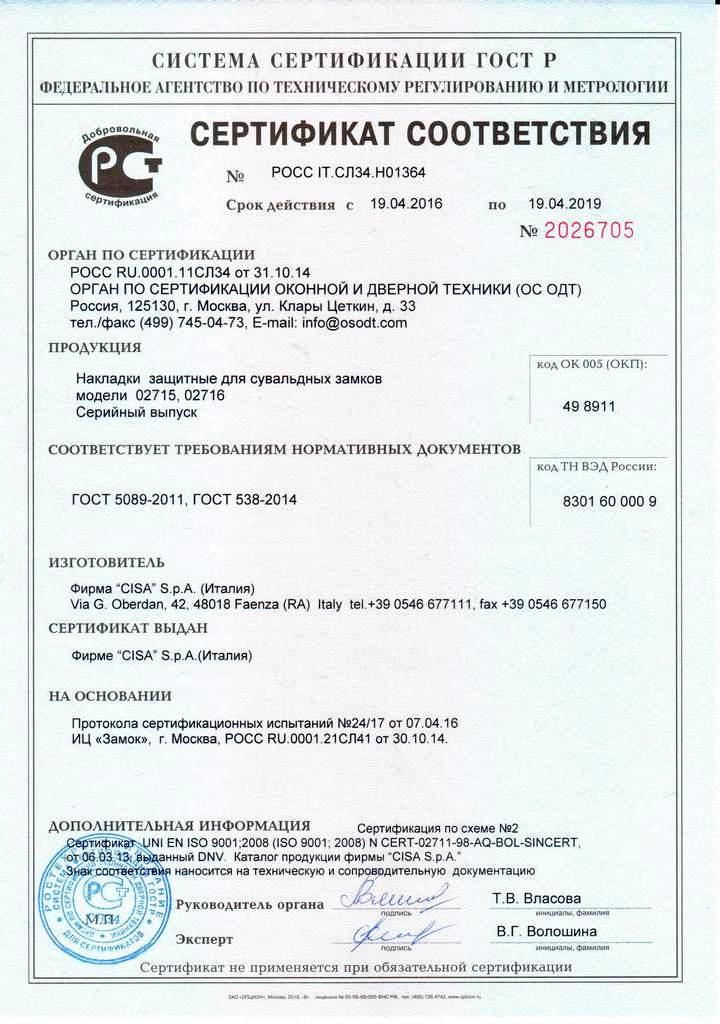 СИСТЕМА СЕРТИФИКАЦИИ ГОСТ Р
ФЕДЕРАЛЬНОЕ АГЕНТСТВО ПО ТЕХНИЧЕСКОМУ РЕГУЛИРОВАНИЮ И МЕТРОЛОГИИ
Добровольная
РСТ
сертификация
СЕРТИФИКАТ СООТВЕТСТВИЯ
№ РОСС IT.СЛ34.Н01364
Срок действия с 19.04.2016 по 19.04.2019
№ 2026705
ОРГАН ПО СЕРТИФИКАЦИИ
РОСС RU.0001.11СЛ34 от 31.10.14
ОРГАН ПО СЕРТИФИКАЦИИ ОКОННОЙ И ДВЕРНОЙ ТЕХНИКИ (ОС ОДТ)
Россия, 125130, г. Москва, ул. Клары Цеткин, д. 33
тел./факс (499) 745-04-73, E-mail: info@osodt.com
ПРОДУКЦИЯ
код ОК 005 (ОКП):
Накладки защитные для сувальдных замков
модели 02715, 02716
Серийный выпуск
49 8911
СООТВЕТСТВУЕТ ТРЕБОВАНИЯМ НОРМАТИВНЫХ ДОКУМЕНТОВ
код ТН ВЭД России:
ГОСТ 5089-2011, ГОСТ 538-2014
8301 60 000 9
ИЗГОТОВИТЕЛЬ
Фирма “CISA” S.p.A. (Италия)
Via G. Oberdan, 42, 48018 Faenza (RA) Italy tel.+39 0546 677111, fax +39 0546 677150
СЕРТИФИКАТ ВЫДАН
Фирме “CISA” S.p.A.(Италия)
НА ОСНОВАНИИ
Протокола сертификационных испытаний №24/17 от 07.04.16
ИЦ «Замок», г. Москва, РОСС RU.0001.21СЛ41 от 30.10.14.
ДОПОЛНИТЕЛЬНАЯ ИНФОРМАЦИЯ Сертификация по схеме №2
Сертификат UNI EN ISO 9001;2008 (ISO 9001; 2008) N CERT-02711-98-AQ-BOL-SINCERT,
от 06.03.13, выданный DNV. Каталог продукции фирмы “CISA S.p.A.”
Знак соответствия наносится на техническую и сопроводительную документацию
М.П.
ДЛЯ СЕРТИФИКАТОВ
Руководитель органа
подпись
Т.В. Власова
инициалы, фамилия
Эксперт
подпись
В.Г. Волошина
инициалы, фамилия
Сертификат не применяется при обязательной сертификации